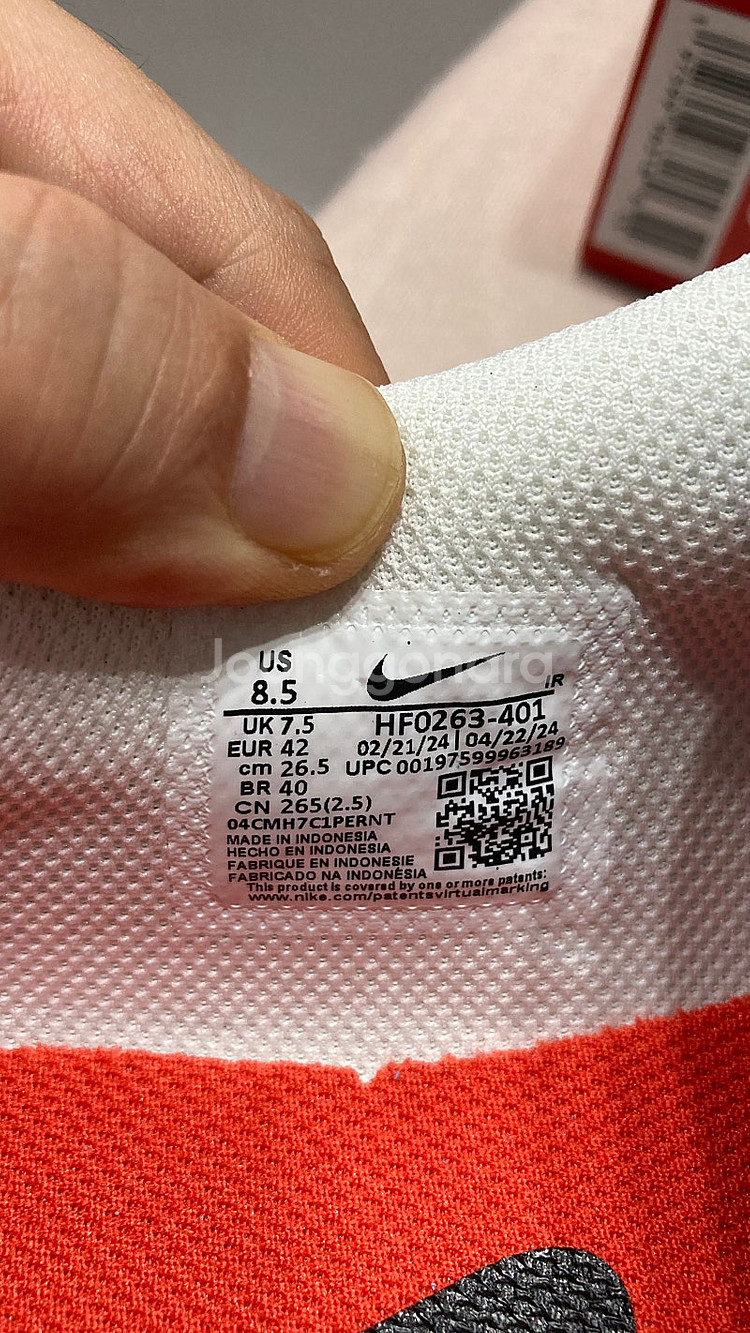 Joonggonara
US
8.5
IR
UK 7.5 HF0263-401
EUR 42 02/21/24 | 04/22/24
cm 26.5 UPC 00197599963189
BR 40
CN 265(2.5)
04CMH7C1PERNT
MADE IN INDONESIA
HECHO EN INDONESIA
FABRIQUE EN INDONESIE
FABRICADO NA INDONÉSIA
This product is covered by one or more patents:
www.nike.com/patentsvirtualmarking